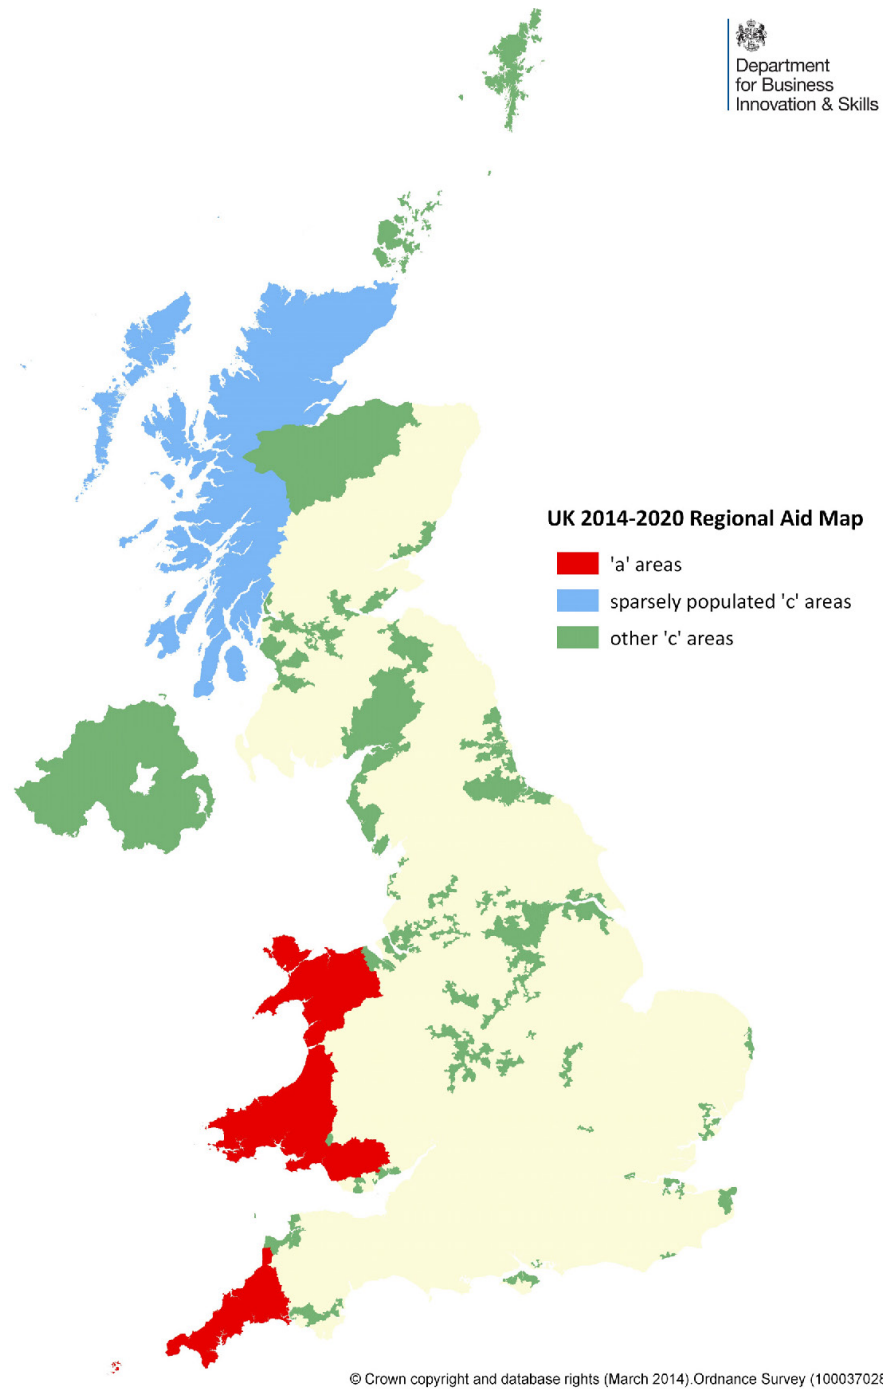 Department
for Business
Innovation & Skills
UK 2014-2020 Regional Aid Map
'a' areas
sparsely populated 'c' areas
other 'c' areas
© Crown copyright and database rights (March 2014).Ordnance Survey (100037028